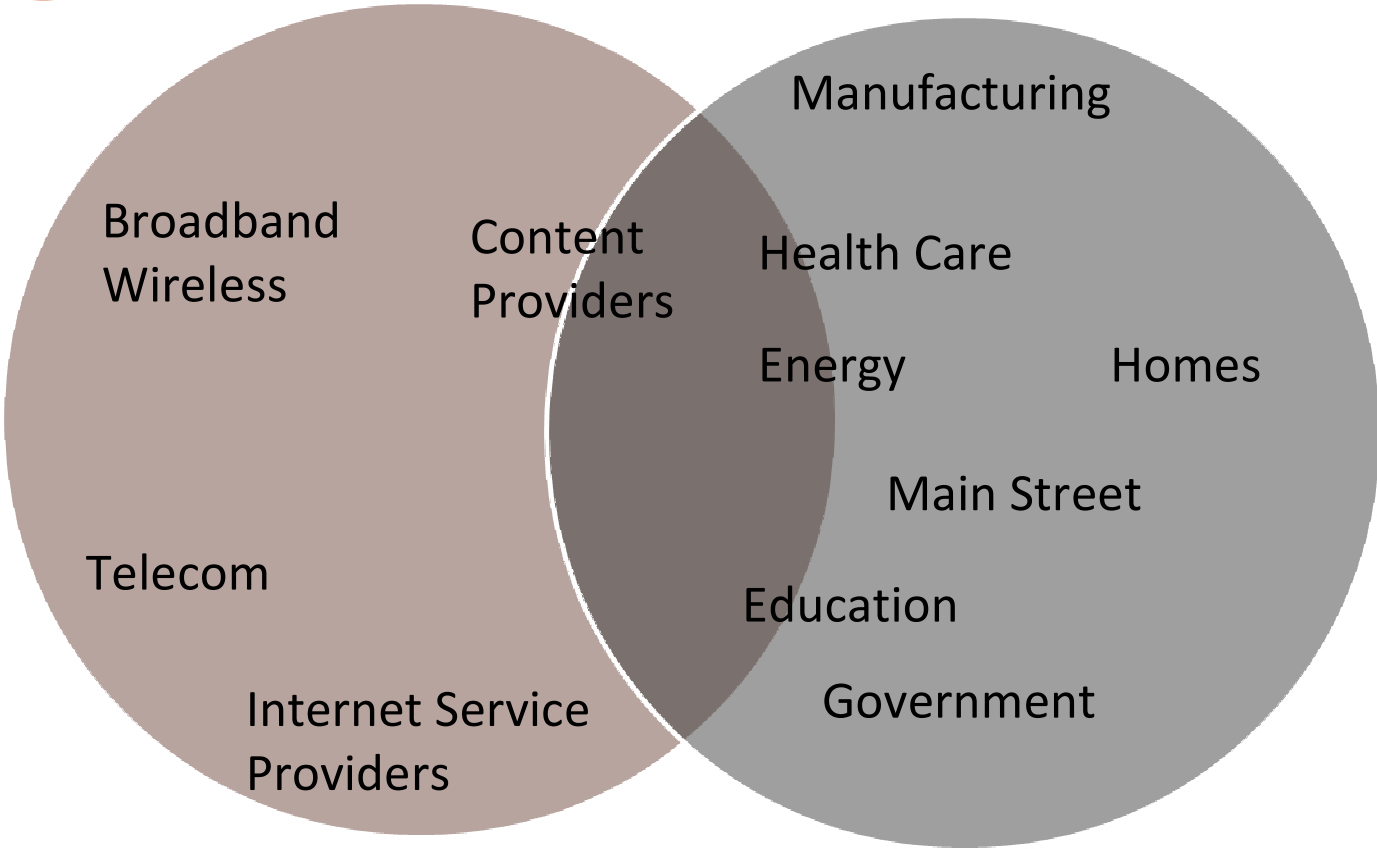 Broadband
Wireless
Content
Providers
Telecom
Internet Service
Providers
Manufacturing
Health Care
Energy
Homes
Main Street
Education
Government